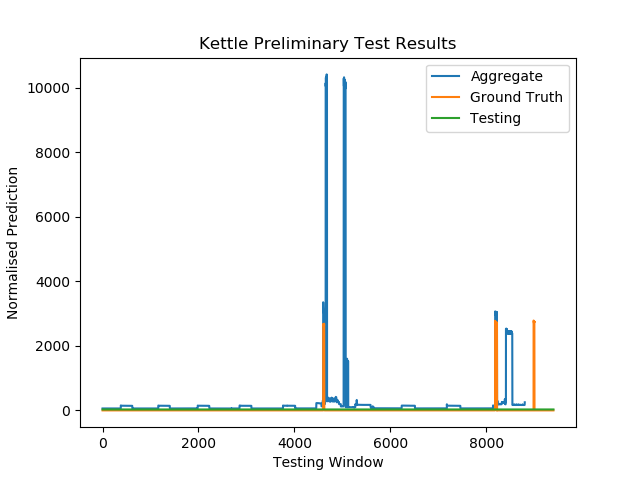 Kettle Preliminary Test Results
Aggregate
Ground Truth
Testing
10000
8000
6000
4000
2000
0
Normalised Prediction
0 2000 4000 6000 8000
Testing Window